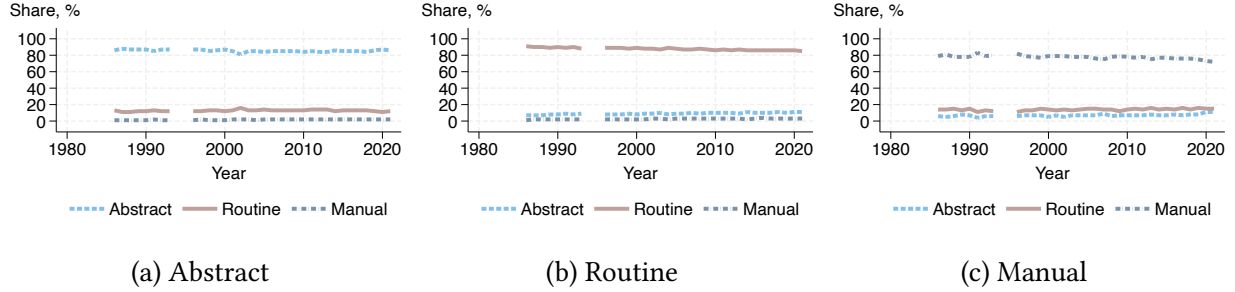 Share, %
100
80
60
40
20
0
1980 1990 2000 2010 2020
Year
Abstract Routine Manual
(a) Abstract
Share, %
100
80
60
40
20
0
1980 1990 2000 2010 2020
Year
Abstract Routine Manual
(b) Routine
Share, %
100
80
60
40
20
0
1980 1990 2000 2010 2020
Year
Abstract Routine Manual
(c) Manual